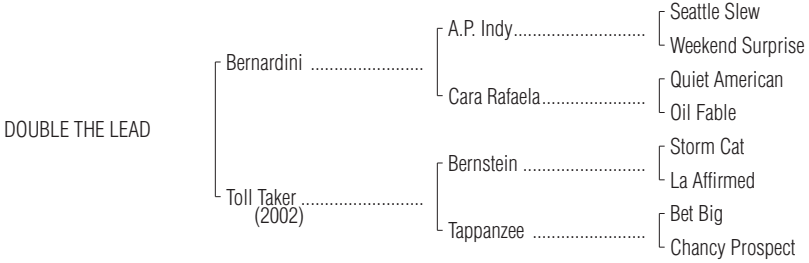 Seattle Slew
A.P. Indy..........................
Weekend Surprise
Bernardini ......................
Quiet American
Cara Rafaela.....................
Oil Fable
DOUBLE THE LEAD
Storm Cat
Bernstein ........................
La Affirmed
Toll Taker ........................
(2002)
Bet Big
Tappanzee ......................
Chancy Prospect